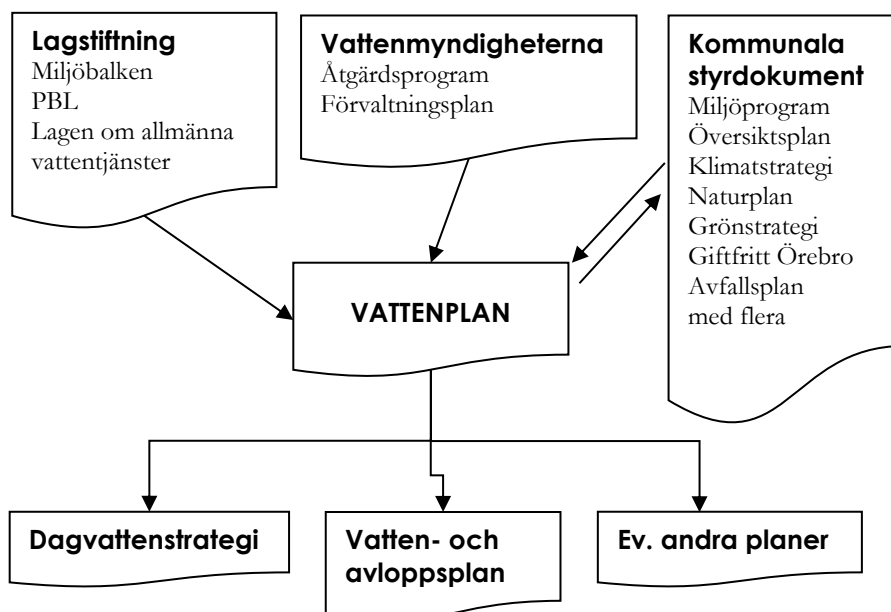 Lagstiftning
Miljöbalken
PBL
Lagen om allmänna
vattentjänster
Vattenmyndigheterna
Åtgärdsprogram
Förvaltningsplan
Kommunala
styrdokument
Miljöprogram
Översiktsplan
Klimatstrategi
Naturplan
Grönstrategi
Giftfritt Örebro
Avfallsplan
med flera
VATTENPLAN
Dagvattenstrategi
Vatten- och
avloppsplan
Ev. andra planer